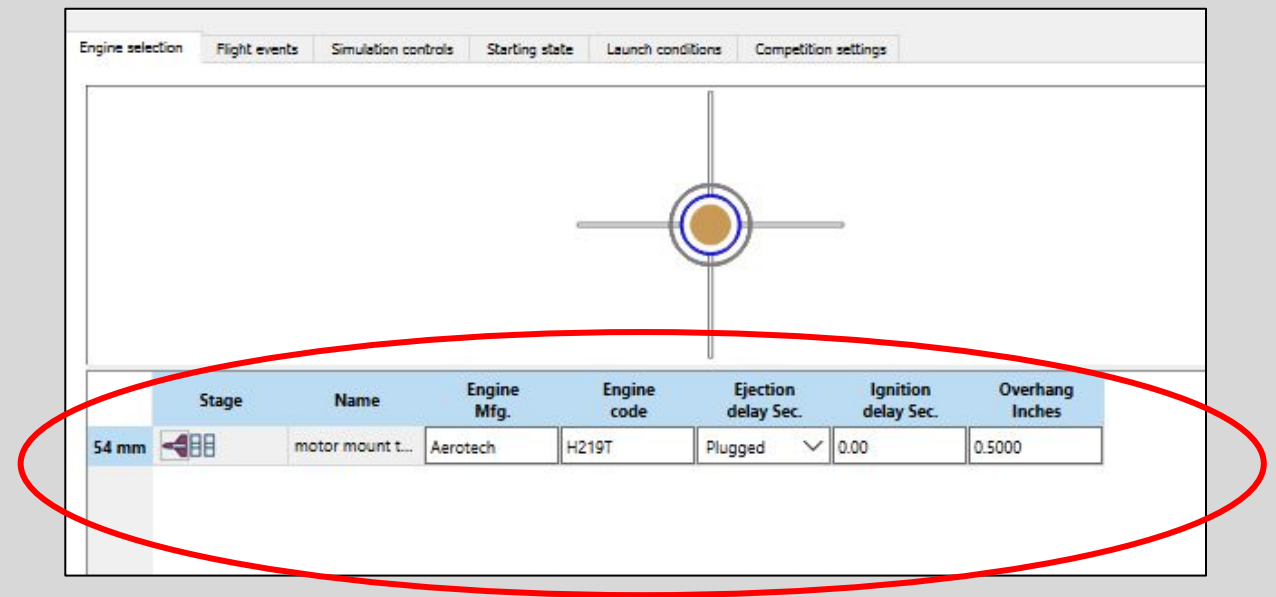 Engine selection Flight events Simulation controls Starting state Launch conditions Competition settings
Stage Name Engine Mfg. Engine code Ejection delay Sec. Ignition delay Sec. Overhang Inches
54 mm motor mount t... Aerotech H219T Plugged 0.00 0.5000